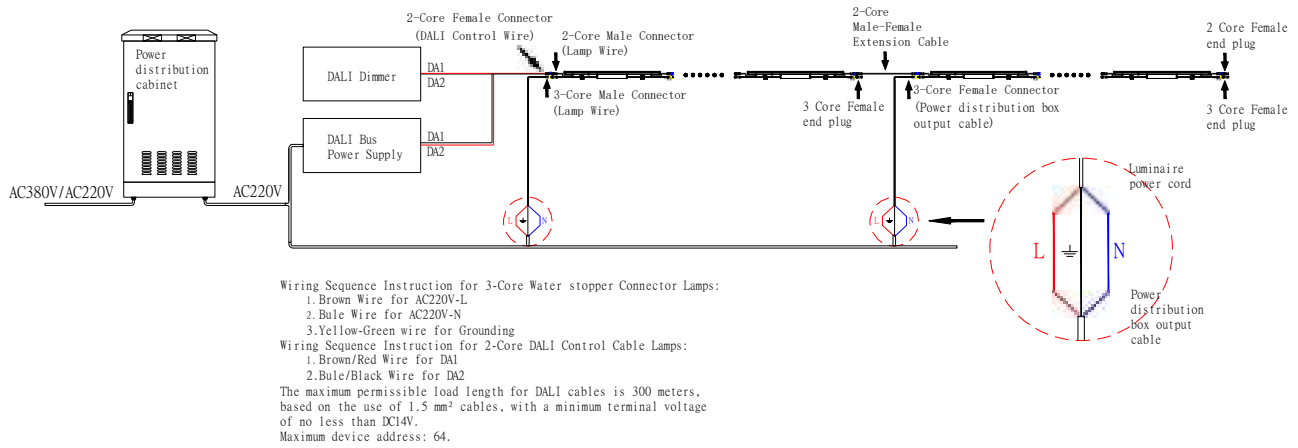 Power
distribution
cabinet
AC380V/AC220V
AC220V
DALI Dimmer
DA1
DA2
DALI Bus
Power Supply
DA1
DA2
2-Core Female Connector
(DALI Control Wire)
2-Core Male Connector
(Lamp Wire)
3-Core Male Connector
(Lamp Wire)
2-Core
Male-Female
Extension Cable
3 Core Female
end plug
3-Core Female Connector
(Power distribution box
output cable)
2 Core Female
end plug
3 Core Female
end plug
L
N
L
N
Luminaire
power cord
L
N
Power
distribution
box output
cable
Wiring Sequence Instruction for 3-Core Water stopper Connector Lamps:
1. Brown Wire for AC220V-L
2. Bule Wire for AC220V-N
3. Yellow-Green wire for Grounding
Wiring Sequence Instruction for 2-Core DALI Control Cable Lamps:
1. Brown/Red Wire for DA1
2. Bule/Black Wire for DA2
The maximum permissible load length for DALI cables is 300 meters,
based on the use of 1.5 mm² cables, with a minimum terminal voltage
of no less than DC14V.
Maximum device address: 64.